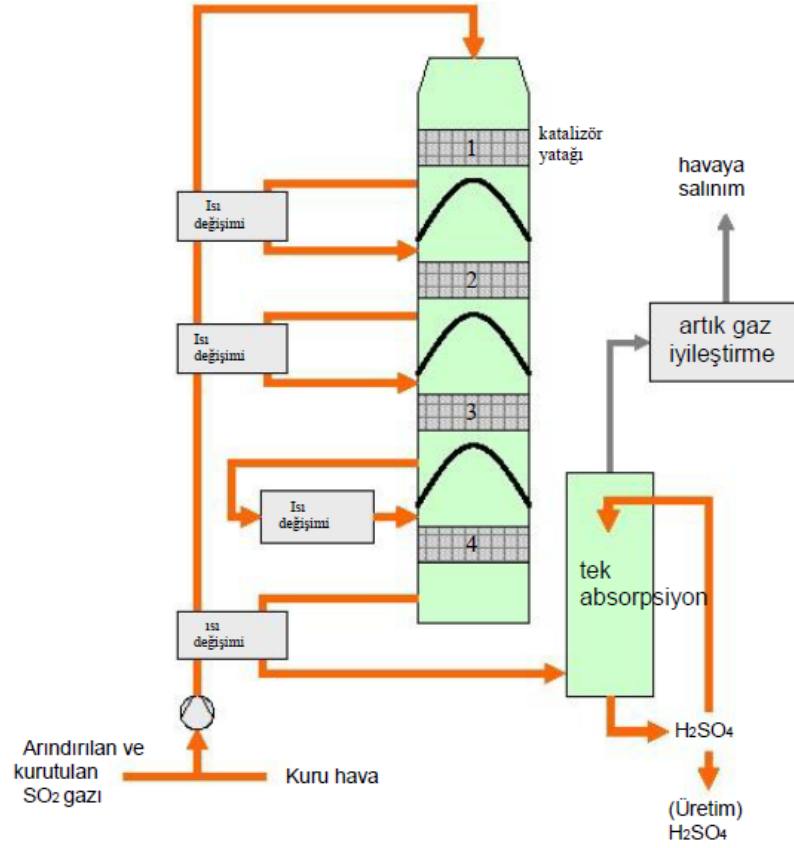 1
katalizör
yatağı
havaya
salınım
Isı
değişimi
2
artık gaz
iyileştirme
Isı
değişimi
3
Isı
değişimi
4
tek
absorpsiyon
ısı
değişimi
H2SO4
Arındırılan ve
kurutulan
SO2 gazı
Kuru hava
(Üretim)
H2SO4